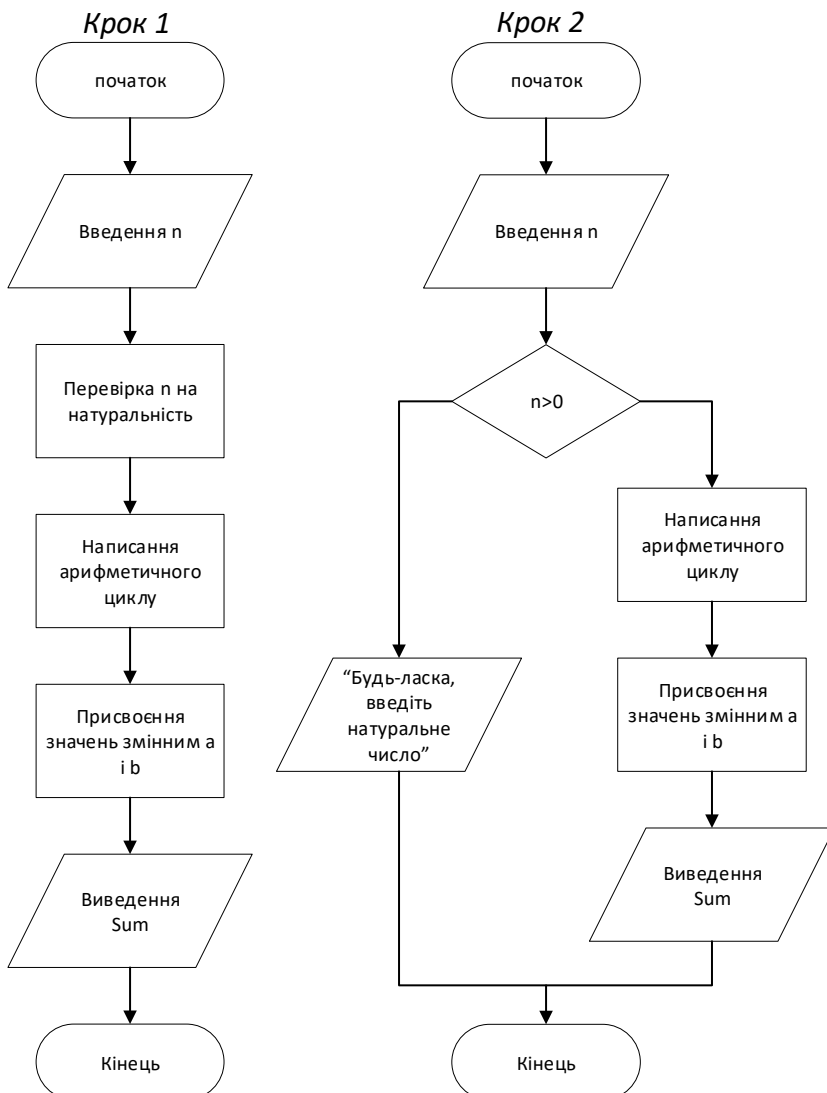 Крок 1
початок
Введення n
Перевірка n на
натуральність
Написання
арифметичного
циклу
Присвоєння
значень змінним a
і b
Виведення
Sum
Кінець
Крок 2
початок
Введення n
n>0
Написання
арифметичного
циклу
“Будь-ласка,
введіть
натуральне
число”
Присвоєння
значень змінним a
і b
Виведення
Sum
Кінець